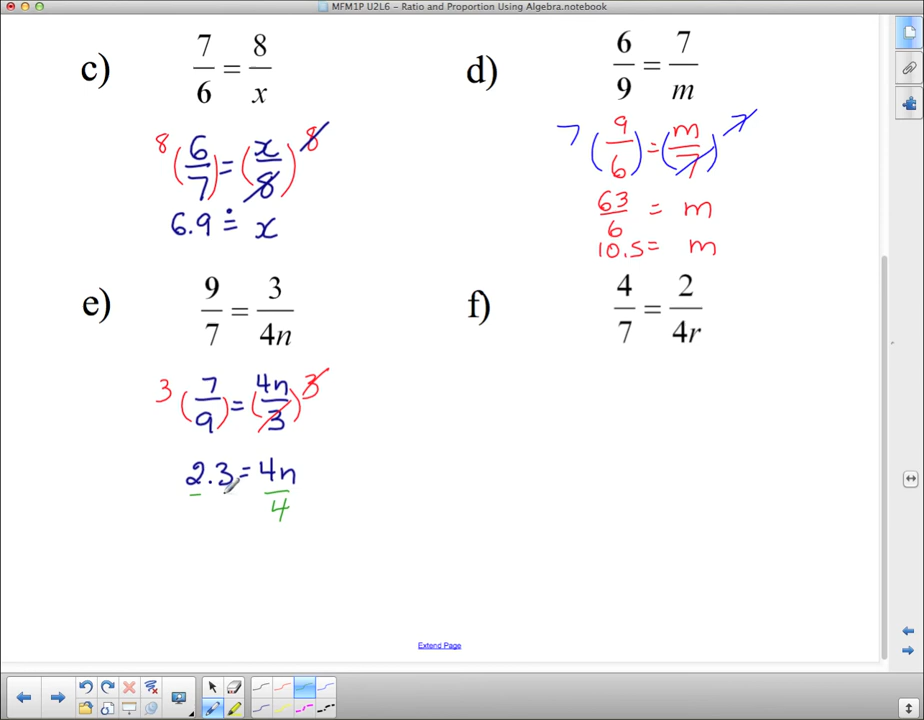 MFM1P U2L6 - Ratio and Proportion Using Algebra.notebook
c) 7/6 = 8/x
8 (6/7) = (x/8) 8
6.9 ≐ x
d) 6/9 = 7/m
7 (9/6) = (m/7) 7
63/6 = m
10.5 = m
e) 9/7 = 3/4n
3 (7/9) = (4n/3) 3
2.3 = 4n
4
f) 4/7 = 2/4r
Extend Page